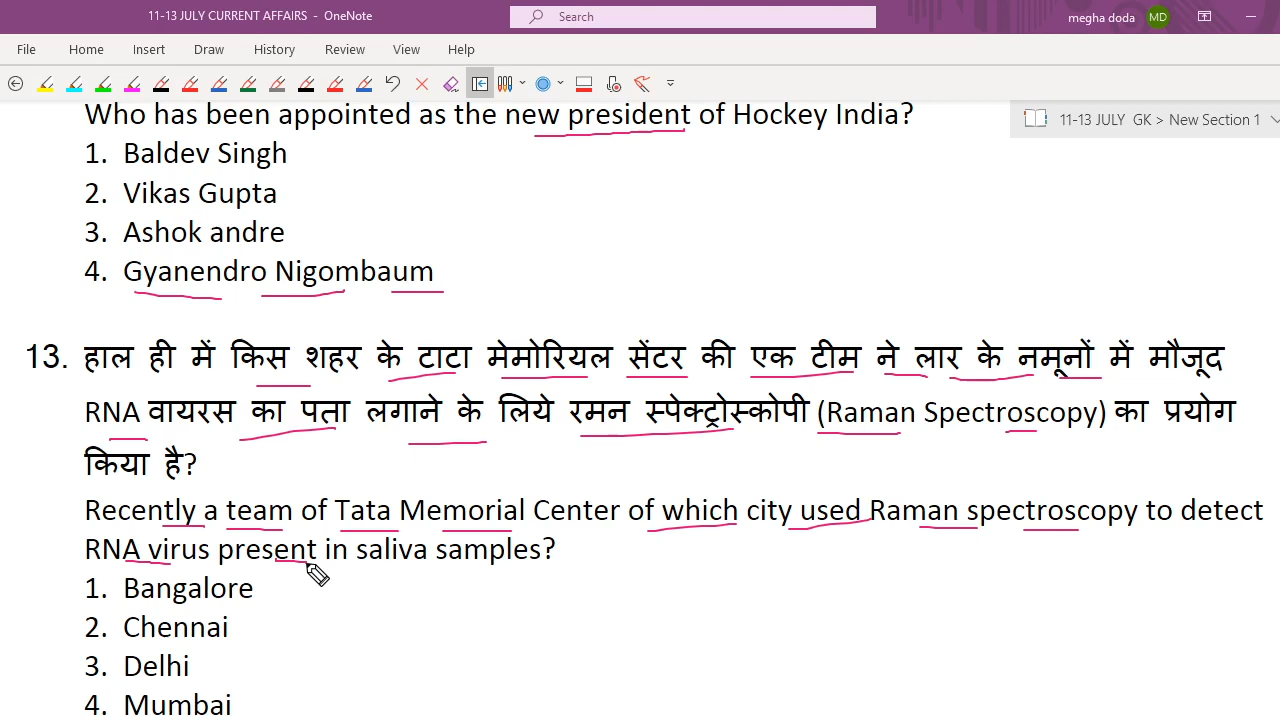 11-13 JULY CURRENT AFFAIRS - OneNote
Search
megha doda MD
File Home Insert Draw History Review View Help
11-13 JULY GK > New Section 1
Who has been appointed as the new president of Hockey India?
1. Baldev Singh
2. Vikas Gupta
3. Ashok andre
4. Gyanendro Nigombaum
13. हाल ही में किस शहर के टाटा मेमोरियल सेंटर की एक टीम ने लार के नमूनों में मौजूद
RNA वायरस का पता लगाने के लिये रमन स्पेक्ट्रोस्कोपी (Raman Spectroscopy) का प्रयोग
किया है?
Recently a team of Tata Memorial Center of which city used Raman spectroscopy to detect
RNA virus present in saliva samples?
1. Bangalore
2. Chennai
3. Delhi
4. Mumbai